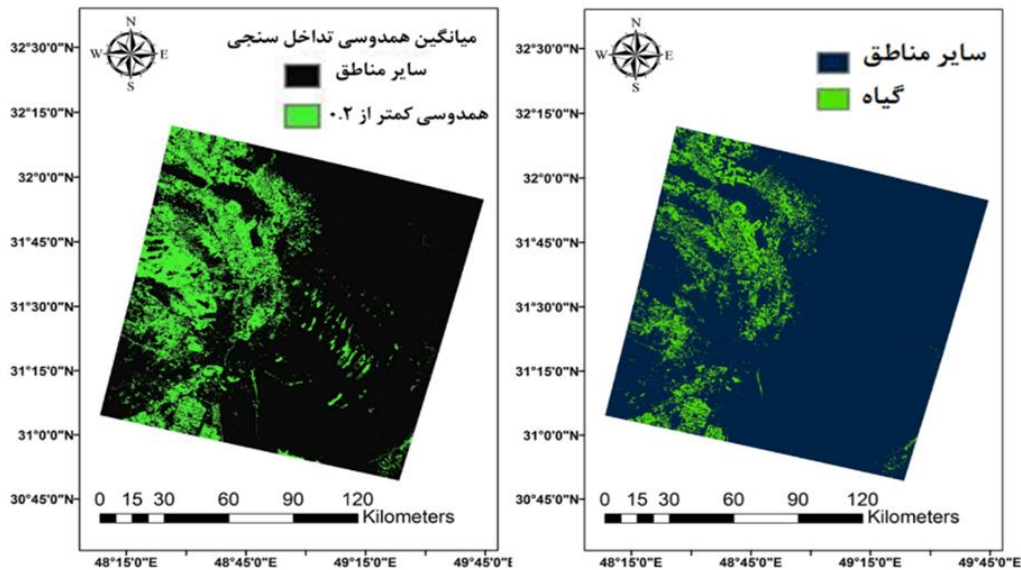 میانگین همدوسی تداخل سنجی
سایر مناطق
همدوسی کمتر از ۰.۲
N
W E
S
32°30'0"N
32°15'0"N
32°0'0"N
31°45'0"N
31°30'0"N
31°15'0"N
31°0'0"N
30°45'0"N
0 15 30 60 90 120
Kilometers
48°15'0"E 48°45'0"E 49°15'0"E 49°45'0"E
سایر مناطق
گیاه
N
W E
S
32°30'0"N
32°15'0"N
32°0'0"N
31°45'0"N
31°30'0"N
31°15'0"N
31°0'0"N
30°45'0"N
0 15 30 60 90 120
Kilometers
48°15'0"E 48°45'0"E 49°15'0"E 49°45'0"E